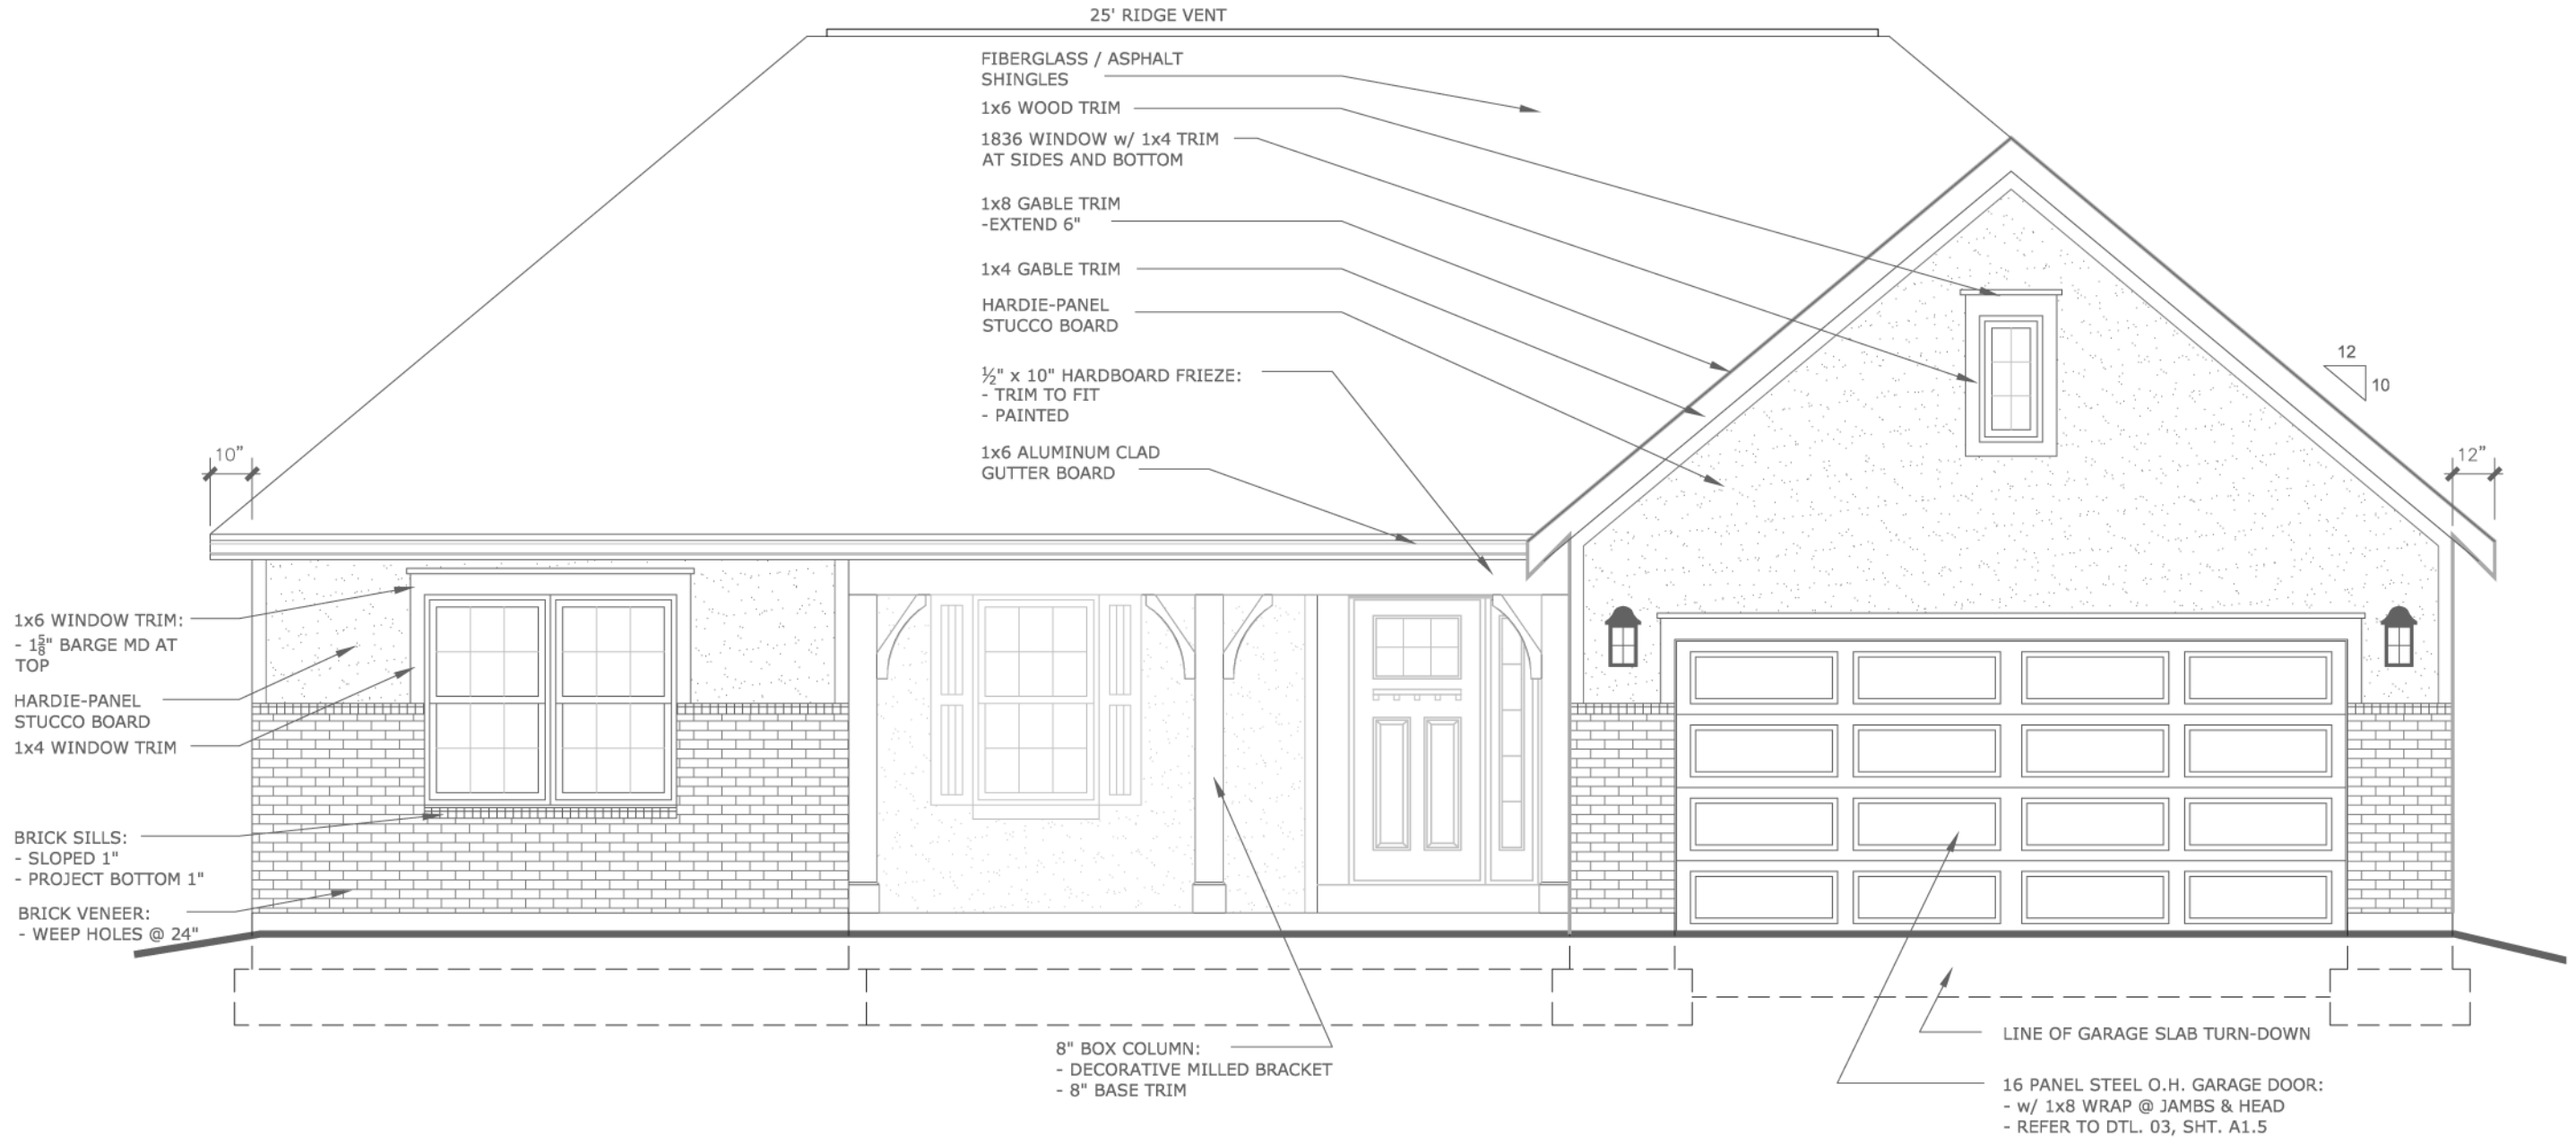 25' RIDGE VENT
FIBERGLASS / ASPHALT
SHINGLES
1x6 WOOD TRIM
1836 WINDOW w/ 1x4 TRIM
AT SIDES AND BOTTOM
1x8 GABLE TRIM
-EXTEND 6"
1x4 GABLE TRIM
HARDIE-PANEL
STUCCO BOARD
½" x 10" HARDBOARD FRIEZE:
- TRIM TO FIT
- PAINTED
1x6 ALUMINUM CLAD
GUTTER BOARD
12
10
10"
12"
1x6 WINDOW TRIM:
- 1⅝" BARGE MD AT
TOP
HARDIE-PANEL
STUCCO BOARD
1x4 WINDOW TRIM
BRICK SILLS:
- SLOPED 1"
- PROJECT BOTTOM 1"
BRICK VENEER:
- WEEP HOLES @ 24"
8" BOX COLUMN:
- DECORATIVE MILLED BRACKET
- 8" BASE TRIM
LINE OF GARAGE SLAB TURN-DOWN
16 PANEL STEEL O.H. GARAGE DOOR:
- w/ 1x8 WRAP @ JAMBS & HEAD
- REFER TO DTL. 03, SHT. A1.5